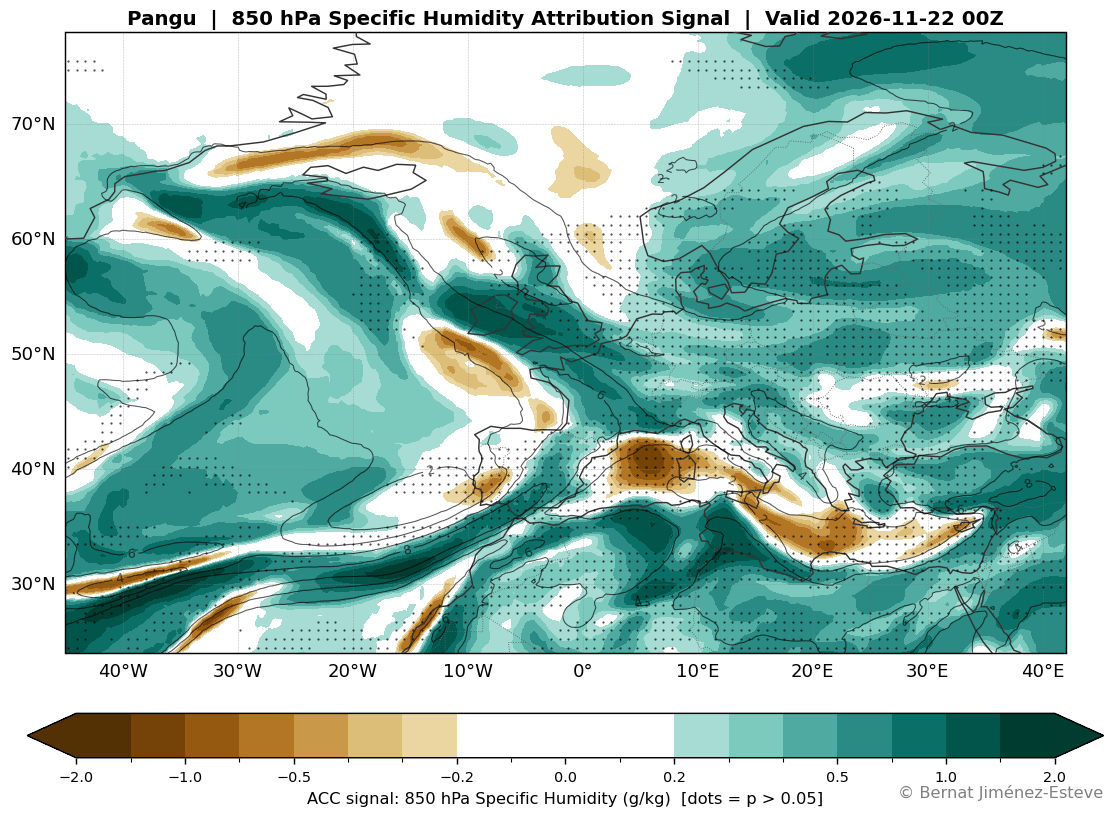 Pangu | 850 hPa Specific Humidity Attribution Signal | Valid 2026-11-22 00Z
70°N
60°N
50°N
40°N
30°N
40°W 30°W 20°W 10°W 0° 10°E 20°E 30°E 40°E
−2.0 −1.0 −0.5 −0.2 0.0 0.2 0.5 1.0 2.0
ACC signal: 850 hPa Specific Humidity (g/kg) [dots = p > 0.05]
© Bernat Jiménez-Esteve